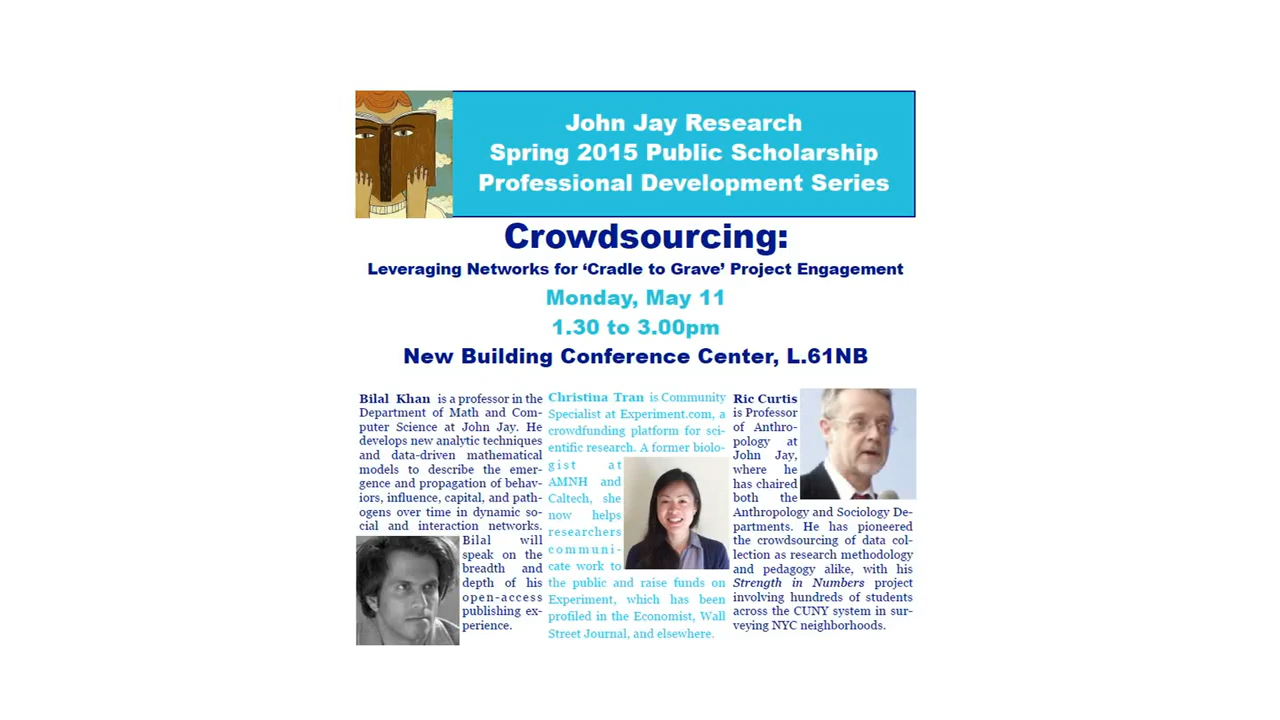 John Jay Research
Spring 2015 Public Scholarship
Professional Development Series
Crowdsourcing:
Leveraging Networks for ‘Cradle to Grave’ Project Engagement
Monday, May 11
1.30 to 3.00pm
New Building Conference Center, L.61NB
Bilal Khan is a professor in the
Department of Math and Com-
puter Science at John Jay. He
develops new analytic techniques
and data-driven mathematical
models to describe the emer-
gence and propagation of behav-
iors, influence, capital, and path-
ogens over time in dynamic so-
cial and interaction networks.
Bilal will
speak on the
breadth and
depth of his
open-access
publishing ex-
perience.
Christina Tran is Community
Specialist at Experiment.com, a
crowdfunding platform for sci-
entific research. A former biolo-
gist at
AMNH and
Caltech, she
now helps
researchers
communi-
cate work to
the public and raise funds on
Experiment, which has been
profiled in the Economist, Wall
Street Journal, and elsewhere.
Ric Curtis
is Professor
of Anthro-
pology at
John Jay,
where he
has chaired
both the
Anthropology and Sociology De-
partments. He has pioneered
the crowdsourcing of data col-
lection as research methodology
and pedagogy alike, with his
Strength in Numbers project
involving hundreds of students
across the CUNY system in sur-
veying NYC neighborhoods.